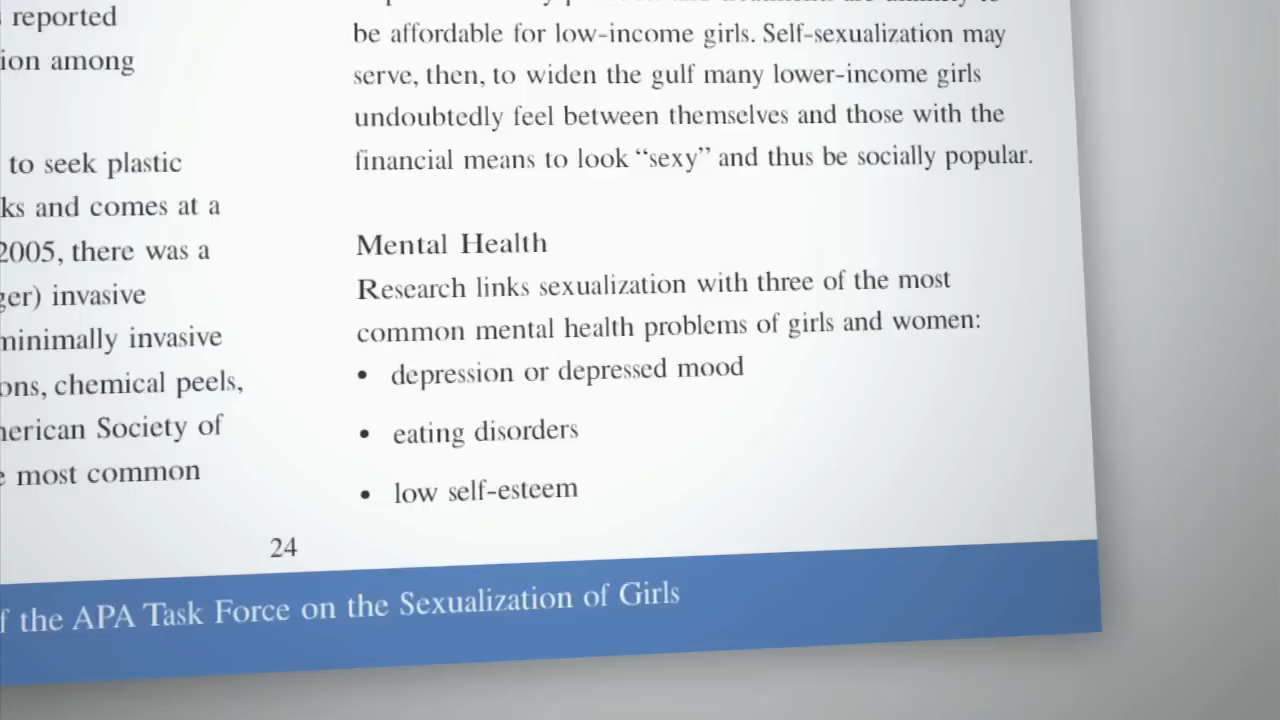 reported
ion among
to seek plastic
ks and comes at a
2005, there was a
ger) invasive
minimally invasive
ons, chemical peels,
nerican Society of
e most common
be affordable for low-income girls. Self-sexualization may
serve, then, to widen the gulf many lower-income girls
undoubtedly feel between themselves and those with the
financial means to look “sexy” and thus be socially popular.
Mental Health
Research links sexualization with three of the most
common mental health problems of girls and women:
• depression or depressed mood
• eating disorders
• low self-esteem
24
f the APA Task Force on the Sexualization of Girls